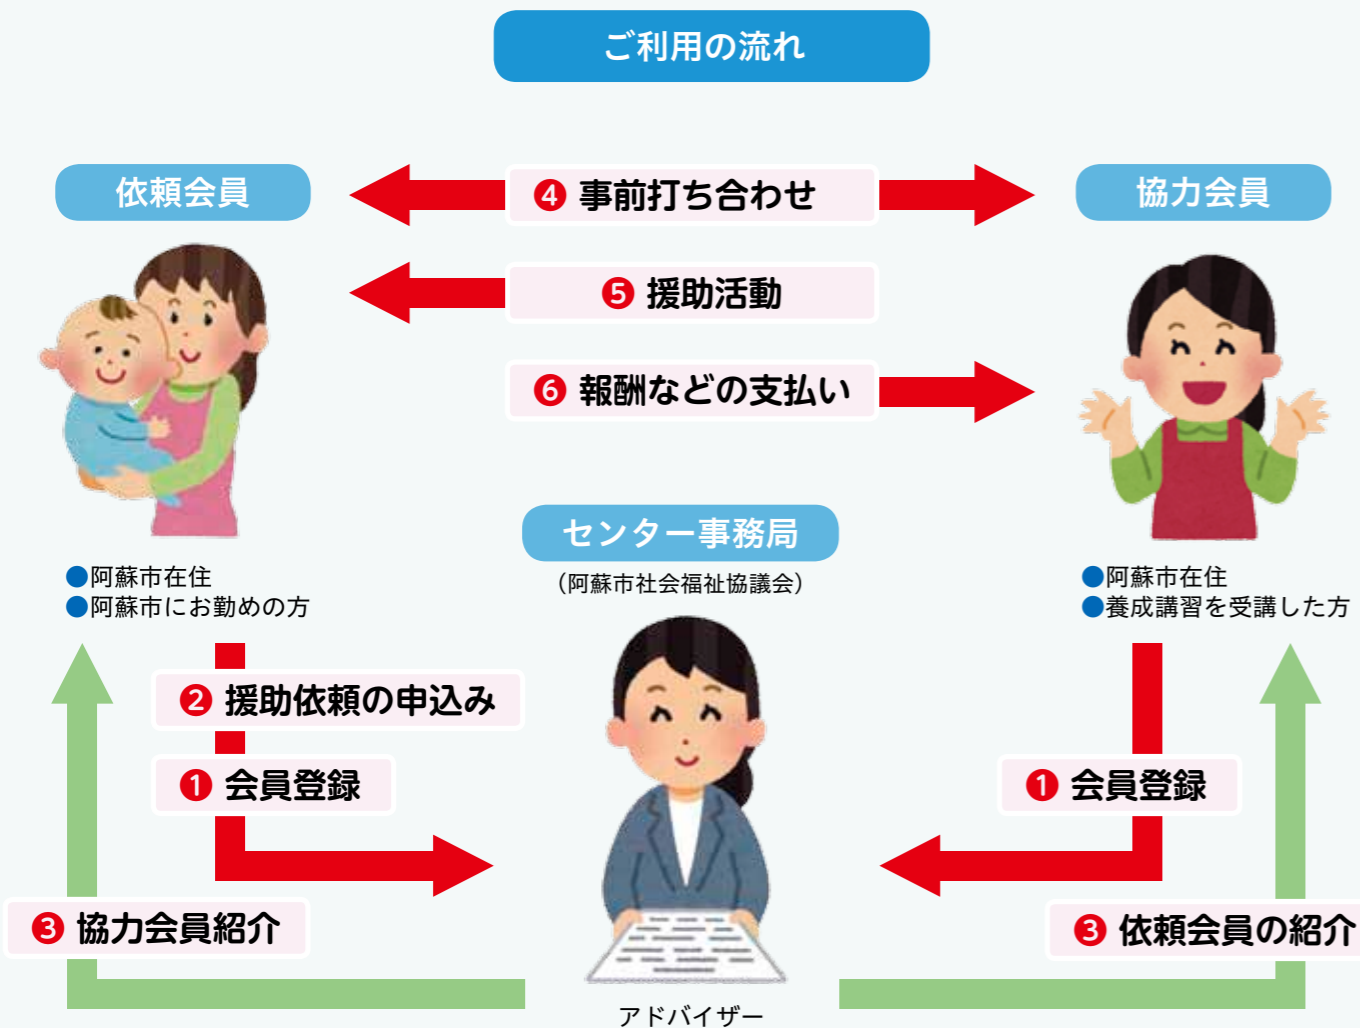 ご利用の流れ
依頼会員
❹ 事前打ち合わせ
協力会員
❺ 援助活動
❻ 報酬などの支払い
センター事務局
（阿蘇市社会福祉協議会）
●阿蘇市在住
●阿蘇市にお勤めの方
●阿蘇市在住
●養成講習を受講した方
❷ 援助依頼の申込み
❶ 会員登録
❶ 会員登録
❸ 協力会員紹介
❸ 依頼会員の紹介
アドバイザー